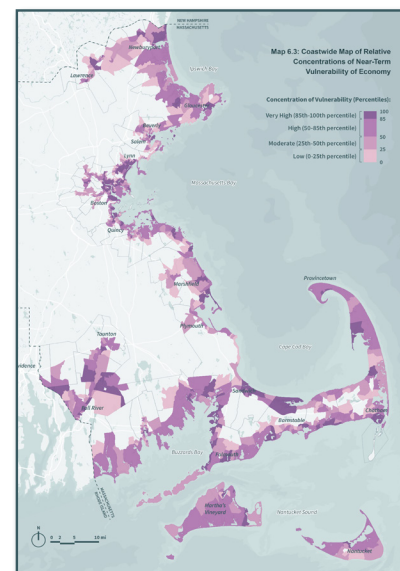 NEW HAMPSHIRE
MASSACHUSETTS
Map 6.3: Coastwide Map of Relative
Concentrations of Near-Term
Vulnerability of Economy
Newburyport
Lawrence
Ipswich Bay
Gloucester
Concentration of Vulnerability (Percentiles):
Very High (85th-100th percentile)
100
85
High (50-85th percentile)
50
Moderate (25th-50th percentile)
25
Low (0-25th percentile)
0
Beverly
Salem
Lynn
Massachusetts Bay
Boston
Quincy
Marshfield
Provincetown
Plymouth
Taunton
Cape Cod Bay
vidence
Fall River
Barnstable
Chatham
Buzzards Bay
Falmouth
MASSACHUSETTS
RHODE ISLAND
Martha's
Vineyard
Nantucket Sound
Nantucket
N
0 2 5 10 mi